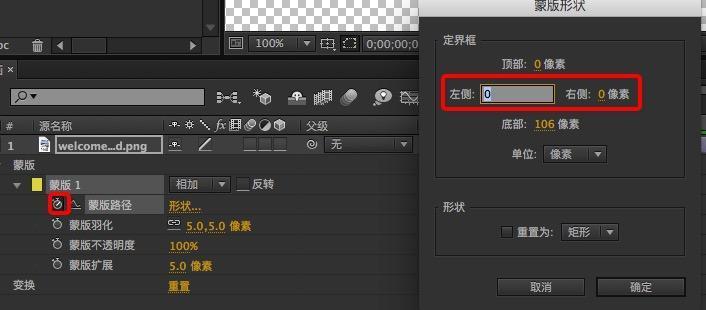 蒙版形状
pc
100%
0;00;00;0
定界框
顶部: 0 像素
左侧: 0 右侧: 0 像素
底部: 106 像素
单位: 像素
形状
重置为: 矩形
取消 确定
画 ×
# 源名称 父级
1 welcome...d.png 无
蒙版
蒙版 1 相加 反转
蒙版路径 形状...
蒙版羽化 5.0,5.0 像素
蒙版不透明度 100%
蒙版扩展 5.0 像素
变换 重置